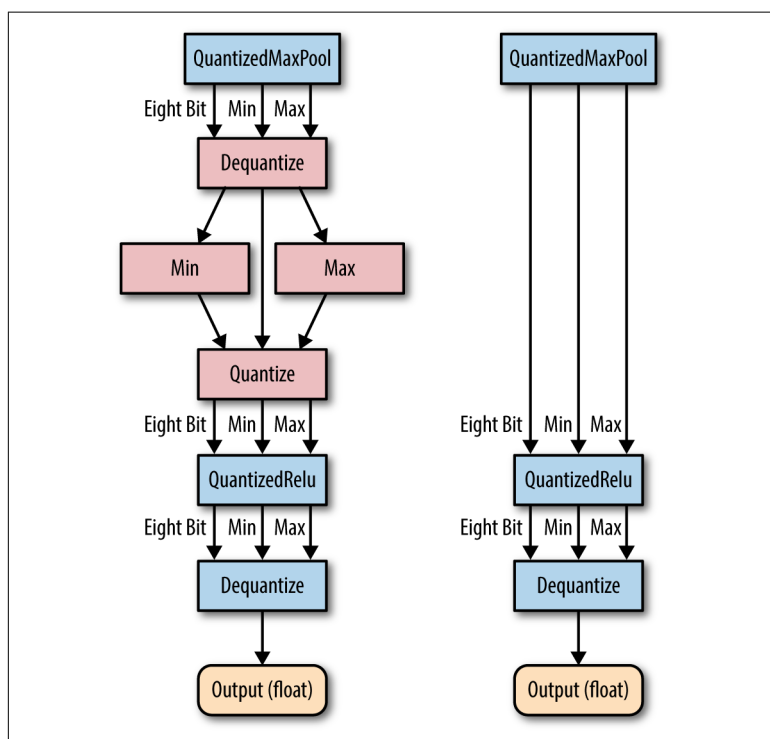 QuantizedMaxPool
Eight Bit Min Max
Dequantize
Min Max
Quantize
Eight Bit Min Max
QuantizedRelu
Eight Bit Min Max
Dequantize
Output (float)
QuantizedMaxPool
Eight Bit Min Max
QuantizedRelu
Eight Bit Min Max
Dequantize
Output (float)